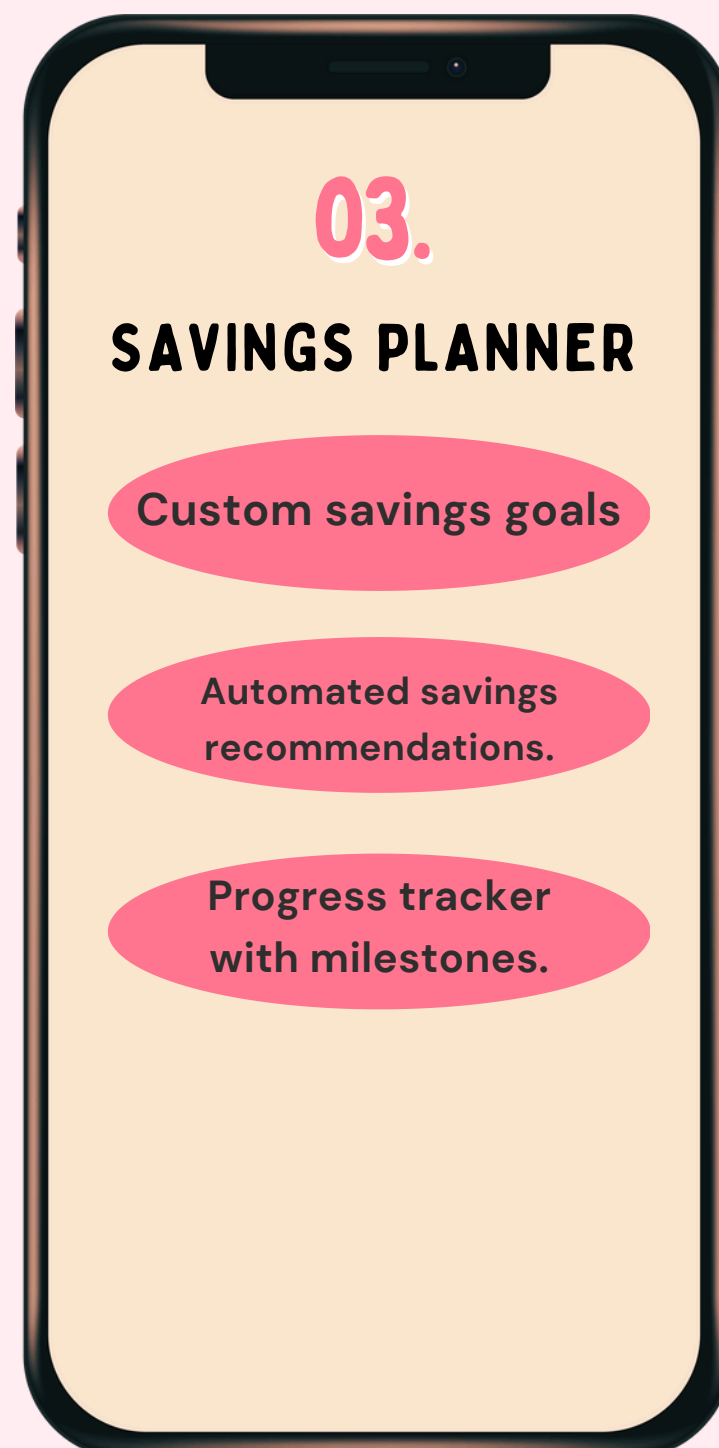 03.
SAVINGS PLANNER
Custom savings goals
Automated savings
recommendations.
Progress tracker
with milestones.